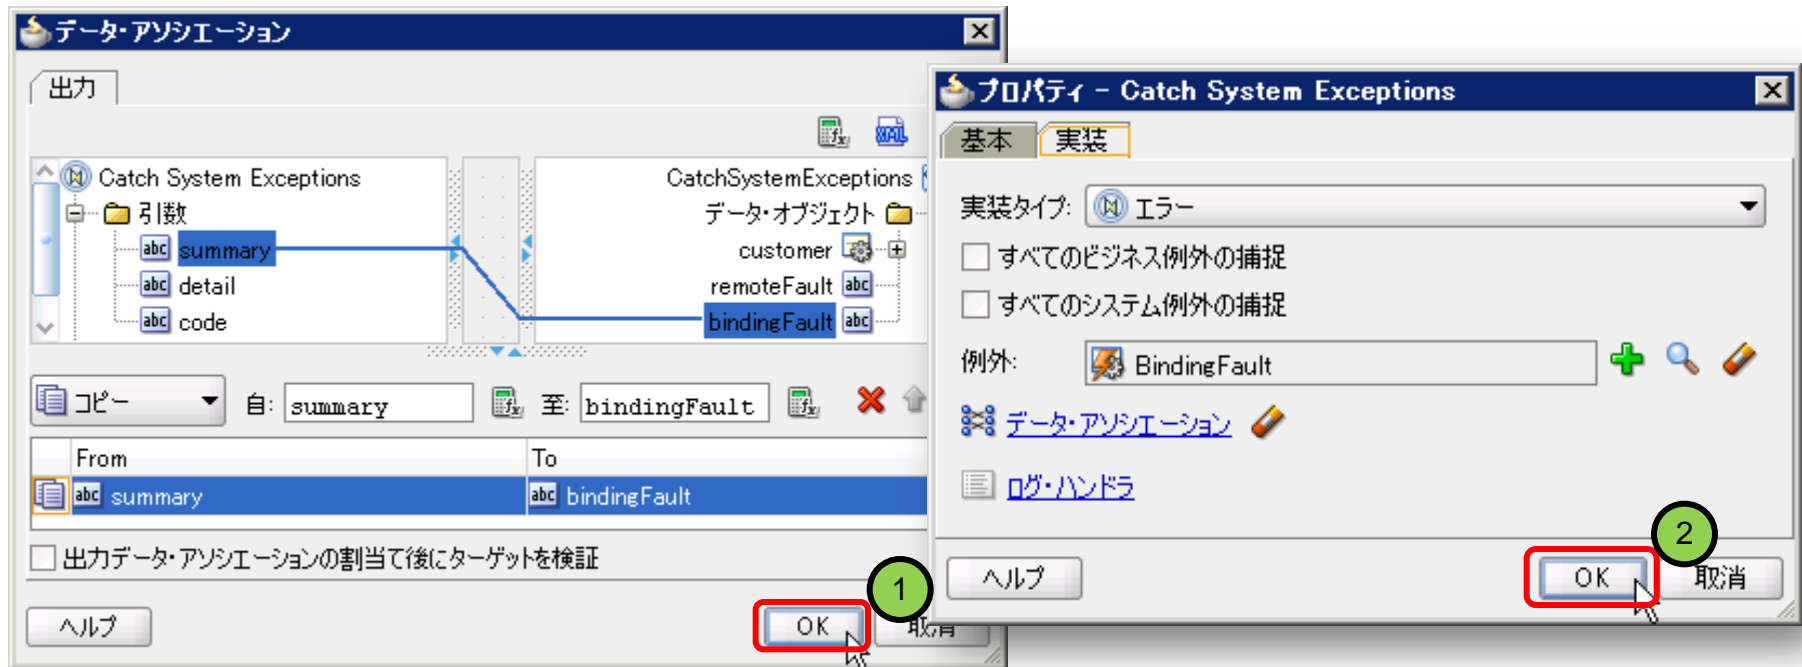 データ・アソシエーション
出力
Catch System Exceptions
引数
summary
detail
code
CatchSystemExceptions
データ・オブジェクト
customer
remoteFault
bindingFault
コピー
自: summary
至: bindingFault
From To
summary bindingFault
出力データ・アソシエーションの割当て後にターゲットを検証
ヘルプ
OK
取消
1
プロパティ - Catch System Exceptions
基本 実装
実装タイプ: エラー
すべてのビジネス例外の捕捉
すべてのシステム例外の捕捉
例外: BindingFault
データ・アソシエーション
ログ・ハンドラ
ヘルプ
OK
取消
2